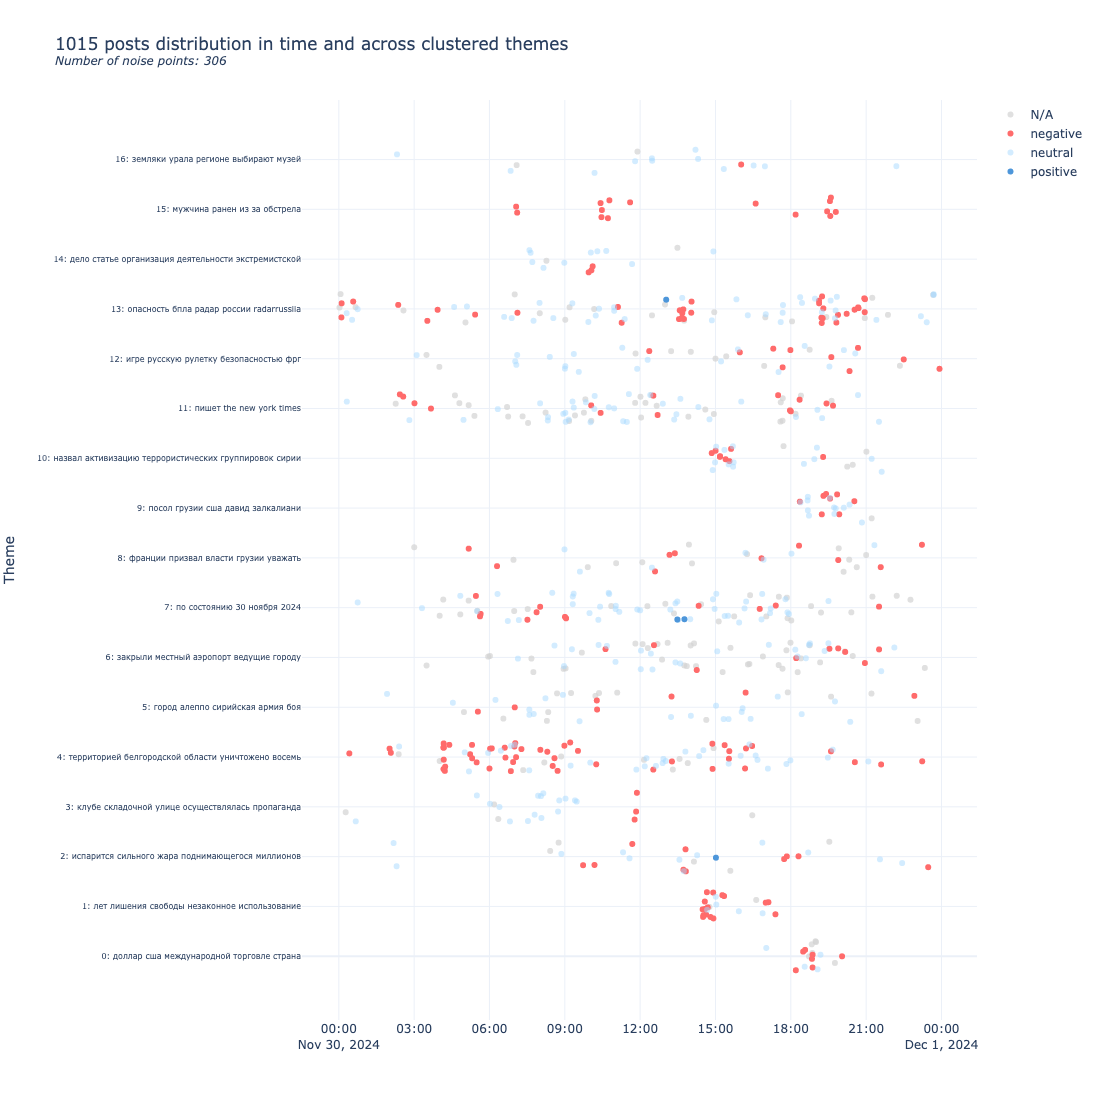 1015 posts distribution in time and across clustered themes
Number of noise points: 306
N/A
negative
neutral
positive
Theme
16: земляки урала регионе выбирают музей
15: мужчина ранен из за обстрела
14: дело статье организация деятельности экстремистской
13: опасность бпла радар россии radarrussiia
12: игре русскую рулетку безопасностью фрг
11: пишет the new york times
10: назвал активизацию террористических группировок сирии
9: посол грузии сша давид залкалиани
8: франции призвал власти грузии уважать
7: по состоянию 30 ноября 2024
6: закрыли местный аэропорт ведущие городу
5: город алеппо сирийская армия боя
4: территорией белгородской области уничтожено восемь
3: клубе складочной улице осуществлялась пропаганда
2: испарится сильного жара поднимающегося миллионов
1: лет лишения свободы незаконное использование
0: доллар сша международной торговле страна
00:00 03:00 06:00 09:00 12:00 15:00 18:00 21:00 00:00
Nov 30, 2024 Dec 1, 2024